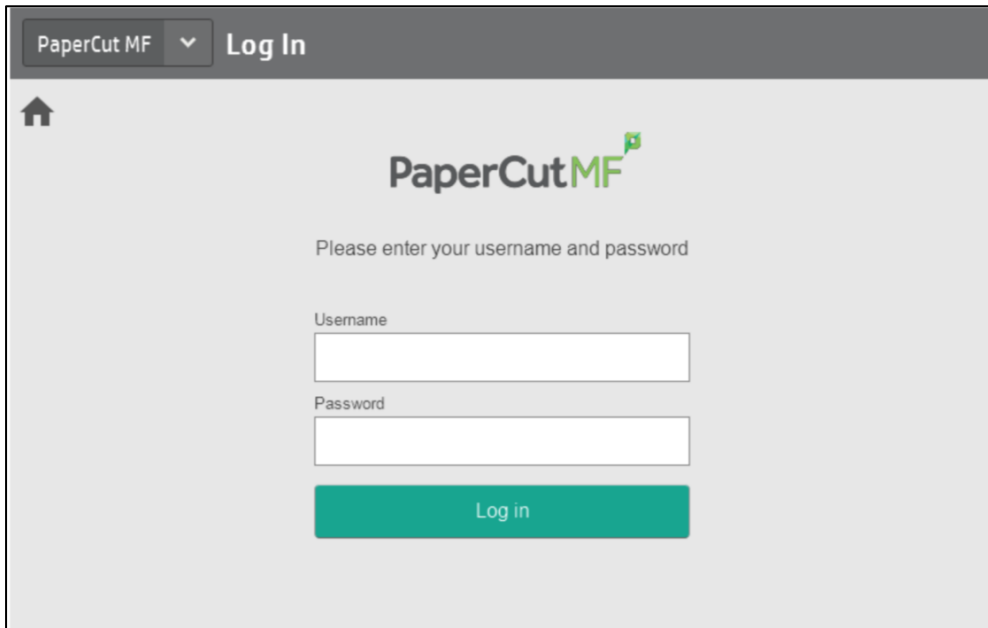 PaperCut MF Log In
PaperCutMF
Please enter your username and password
Username
Password
Log in